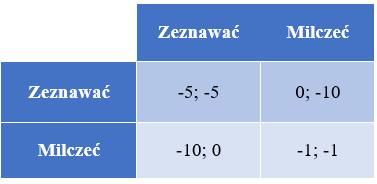 Zeznawać Milczeć
Zeznawać -5; -5 0; -10
Milczeć -10; 0 -1; -1